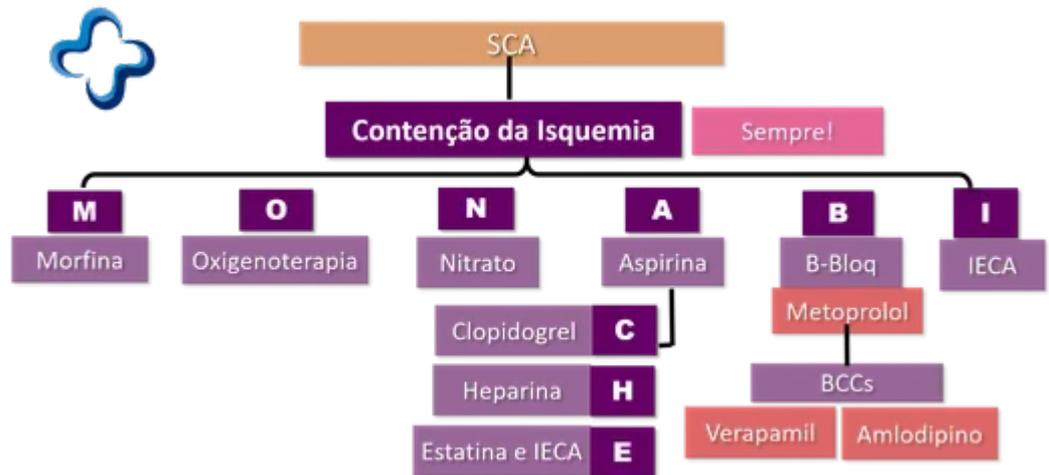 SCA
Contenção da Isquemia
Sempre!
M
O
N
A
B
I
Morfina
Oxigenoterapia
Nitrato
Aspirina
B-Bloq
IECA
Metoprolol
Clopidogrel C
BCCs
Heparina H
Verapamil
Amlodipino
Estatina e IECA E